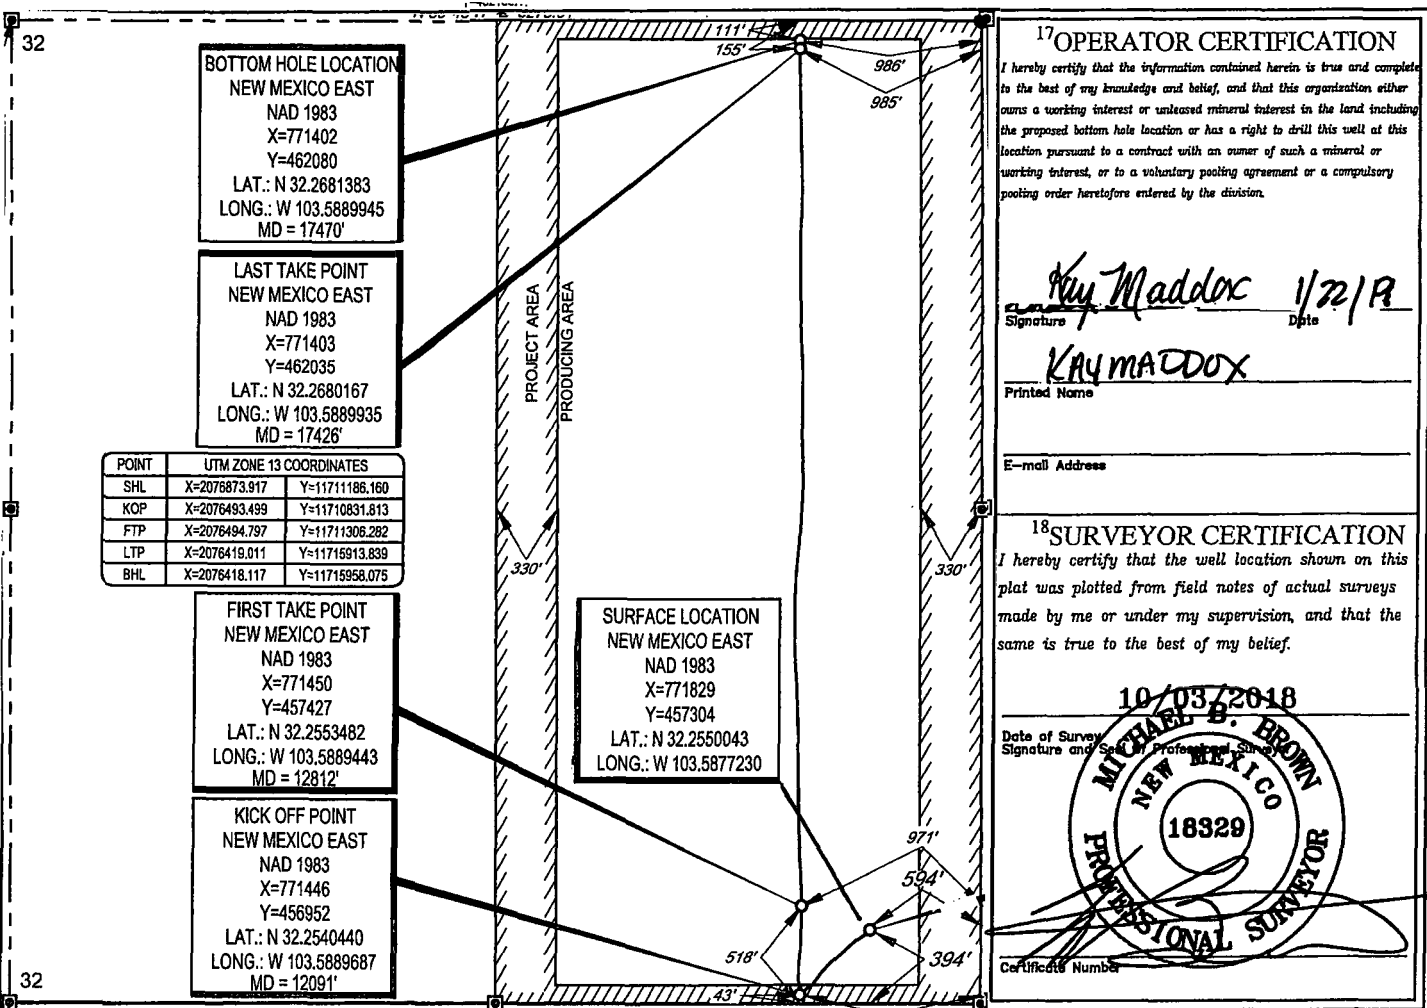 32
111'
155'
986'
985'
BOTTOM HOLE LOCATION
NEW MEXICO EAST
NAD 1983
X=771402
Y=462080
LAT.: N 32.2681383
LONG.: W 103.5889945
MD = 17470'
LAST TAKE POINT
NEW MEXICO EAST
NAD 1983
X=771403
Y=462035
LAT.: N 32.2680167
LONG.: W 103.5889935
MD = 17426'
PROJECT AREA
PRODUCING AREA
POINT UTM ZONE 13 COORDINATES
SHL X=2076873.917 Y=11711186.160
KOP X=2076493.499 Y=11710831.813
FTP X=2076494.797 Y=11711306.282
LTP X=2076419.011 Y=11715913.839
BHL X=2076418.117 Y=11715958.075
330'
330'
FIRST TAKE POINT
NEW MEXICO EAST
NAD 1983
X=771450
Y=457427
LAT.: N 32.2553482
LONG.: W 103.5889443
MD = 12812'
SURFACE LOCATION
NEW MEXICO EAST
NAD 1983
X=771829
Y=457304
LAT.: N 32.2550043
LONG.: W 103.5877230
KICK OFF POINT
NEW MEXICO EAST
NAD 1983
X=771446
Y=456952
LAT.: N 32.2540440
LONG.: W 103.5889687
MD = 12091'
971'
594'
518'
394'
43'
32
17 OPERATOR CERTIFICATION
I hereby certify that the information contained herein is true and complete
to the best of my knowledge and belief, and that this organization either
owns a working interest or unleased mineral interest in the land including
the proposed bottom hole location or has a right to drill this well at this
location pursuant to a contract with an owner of such a mineral or
working interest, or to a voluntary pooling agreement or a compulsory
pooling order heretofore entered by the division.
Kay Maddox 1/22/19
Signature Date
KAY MADDOX
Printed Name
E-mail Address
18 SURVEYOR CERTIFICATION
I hereby certify that the well location shown on this
plat was plotted from field notes of actual surveys
made by me or under my supervision, and that the
same is true to the best of my belief.
10/03/2018
Date of Survey
Signature and Seal of Professional Surveyor
MICHAEL B. BROWN
NEW MEXICO
18329
PROFESSIONAL SURVEYOR
Certificate Number